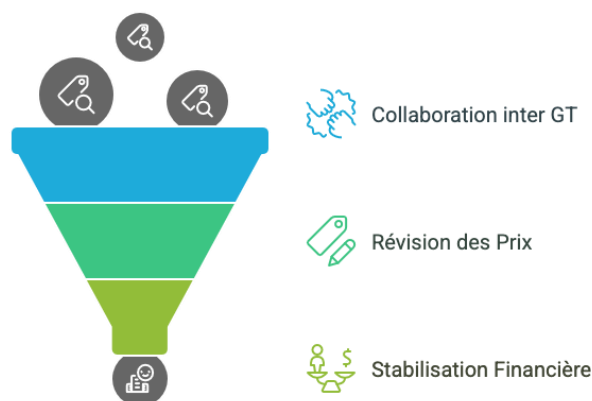 Collaboration inter GT
Révision des Prix
Stabilisation Financière